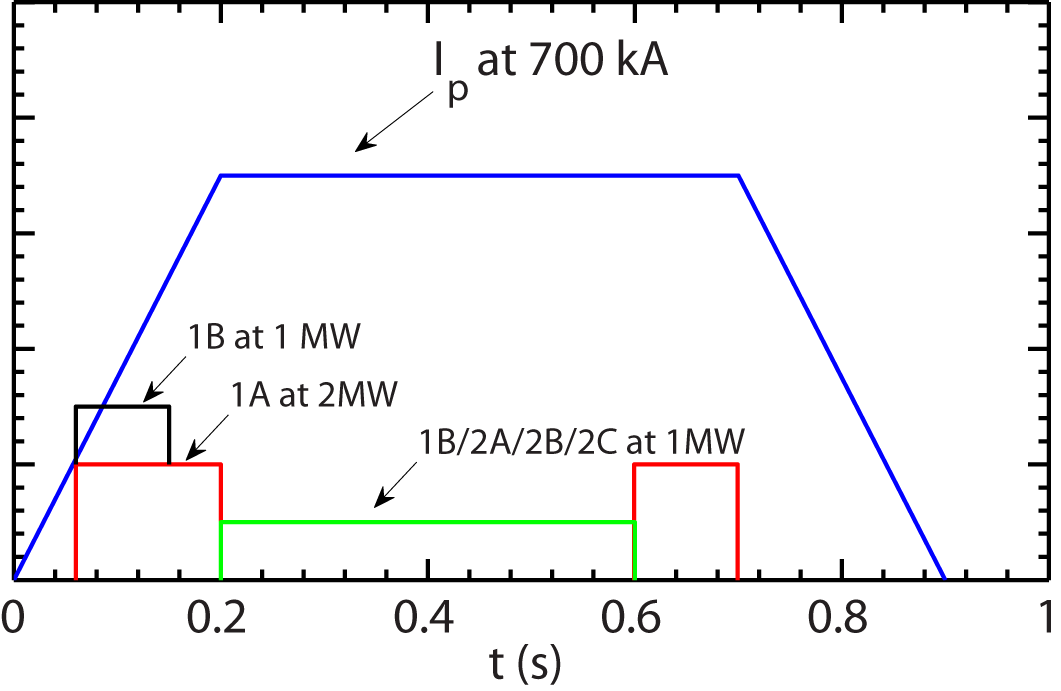 Iₚ at 700 kA
1B at 1 MW
1A at 2MW
1B/2A/2B/2C at 1MW
0 0.2 0.4 0.6 0.8 1
t (s)